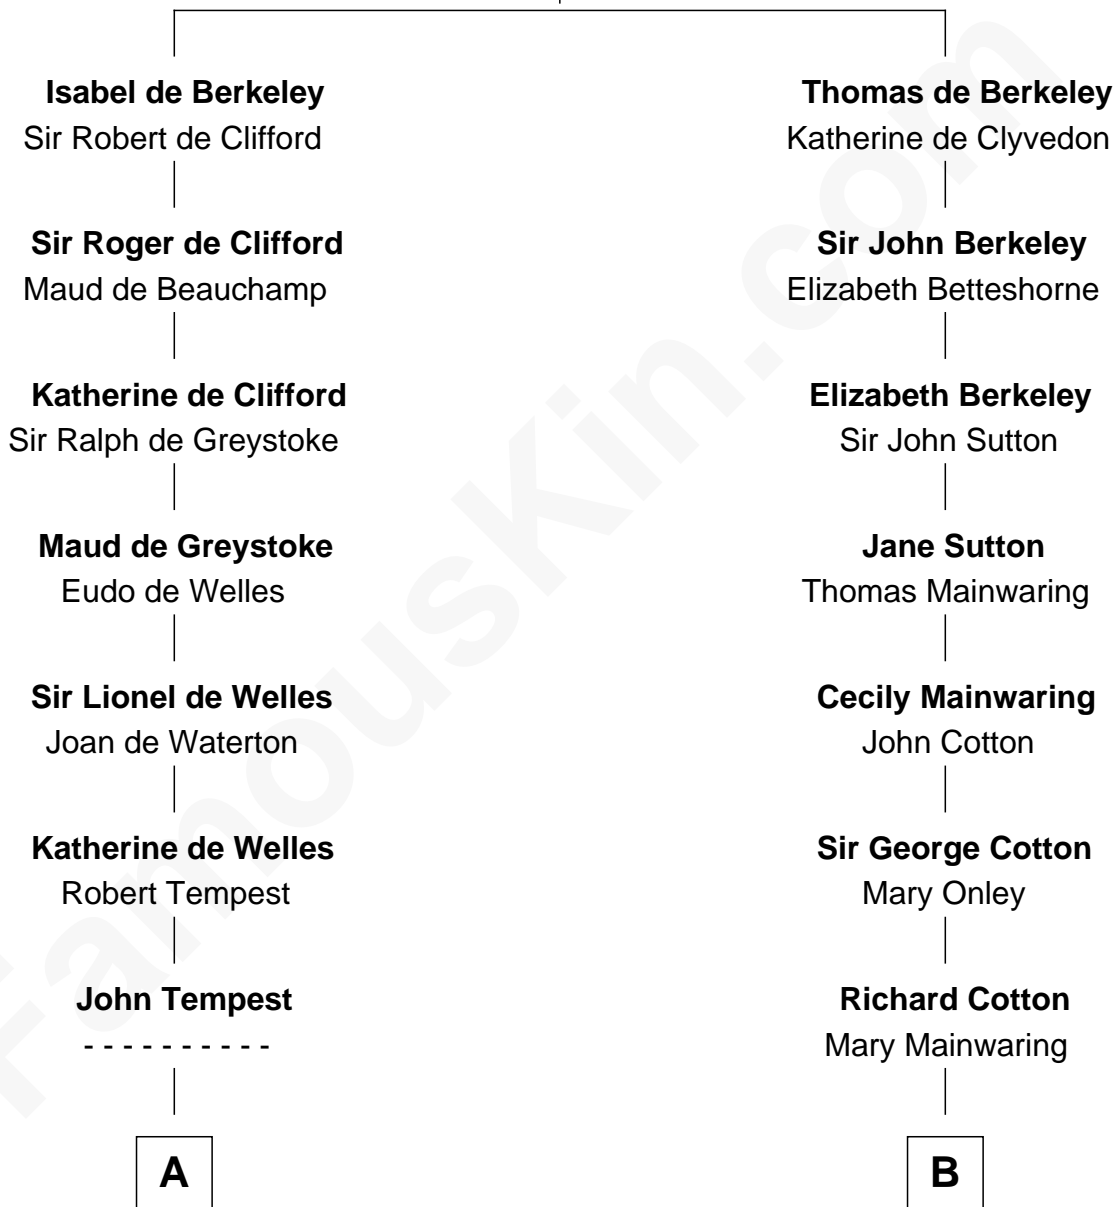 Isabel de Berkeley
Sir Robert de Clifford
Sir Roger de Clifford
Maud de Beauchamp
Katherine de Clifford
Sir Ralph de Greystoke
Maud de Greystoke
Eudo de Welles
Sir Lionel de Welles
Joan de Waterton
Katherine de Welles
Robert Tempest
John Tempest
- - - - - - - - - -
A
Thomas de Berkeley
Katherine de Clyvedon
Sir John Berkeley
Elizabeth Betteshorne
Elizabeth Berkeley
Sir John Sutton
Jane Sutton
Thomas Mainwaring
Cecily Mainwaring
John Cotton
Sir George Cotton
Mary Onley
Richard Cotton
Mary Mainwaring
B
FamousKin.com